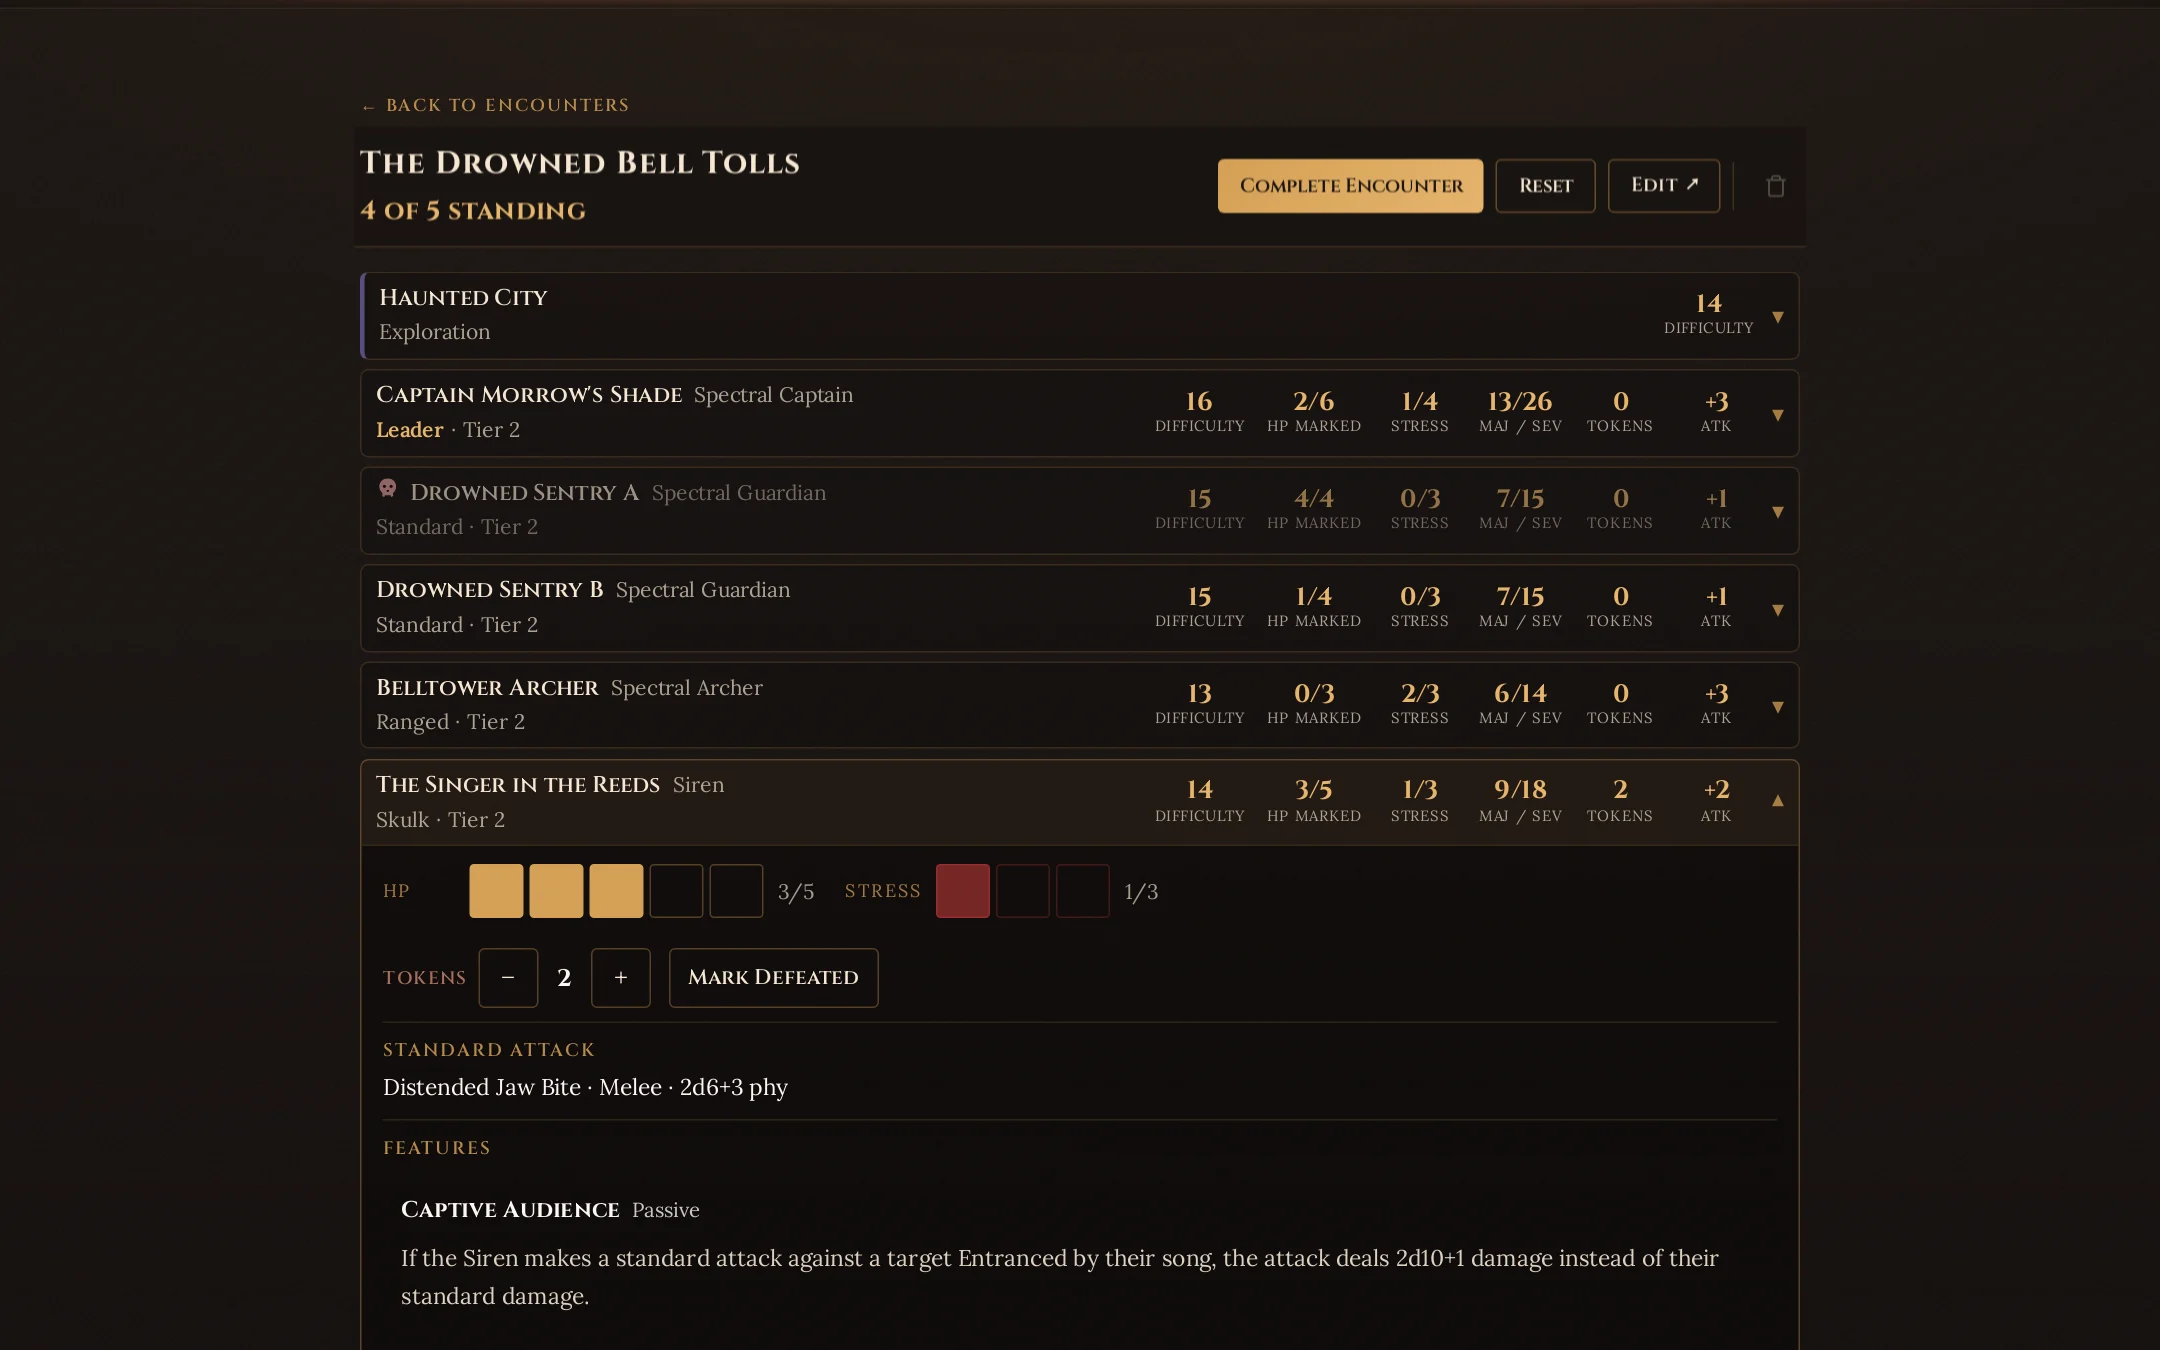 ← BACK TO ENCOUNTERS
THE DROWNED BELL TOLLS
4 OF 5 STANDING
COMPLETE ENCOUNTER
RESET
EDIT ↗
HAUNTED CITY
Exploration
14
DIFFICULTY
▼
CAPTAIN MORROW'S SHADE Spectral Captain
Leader · Tier 2
16 2/6 1/4 13/26 0 +3
DIFFICULTY HP MARKED STRESS MAJ / SEV TOKENS ATK
▼
DROWNED SENTRY A Spectral Guardian
Standard · Tier 2
15 4/4 0/3 7/15 0 +1
DIFFICULTY HP MARKED STRESS MAJ / SEV TOKENS ATK
▼
DROWNED SENTRY B Spectral Guardian
Standard · Tier 2
15 1/4 0/3 7/15 0 +1
DIFFICULTY HP MARKED STRESS MAJ / SEV TOKENS ATK
▼
BELLTOWER ARCHER Spectral Archer
Ranged · Tier 2
13 0/3 2/3 6/14 0 +3
DIFFICULTY HP MARKED STRESS MAJ / SEV TOKENS ATK
▼
THE SINGER IN THE REEDS Siren
Skulk · Tier 2
14 3/5 1/3 9/18 2 +2
DIFFICULTY HP MARKED STRESS MAJ / SEV TOKENS ATK
▲
HP 3/5 STRESS 1/3
TOKENS − 2 + MARK DEFEATED
STANDARD ATTACK
Distended Jaw Bite · Melee · 2d6+3 phy
FEATURES
CAPTIVE AUDIENCE Passive
If the Siren makes a standard attack against a target Entranced by their song, the attack deals 2d10+1 damage instead of their
standard damage.